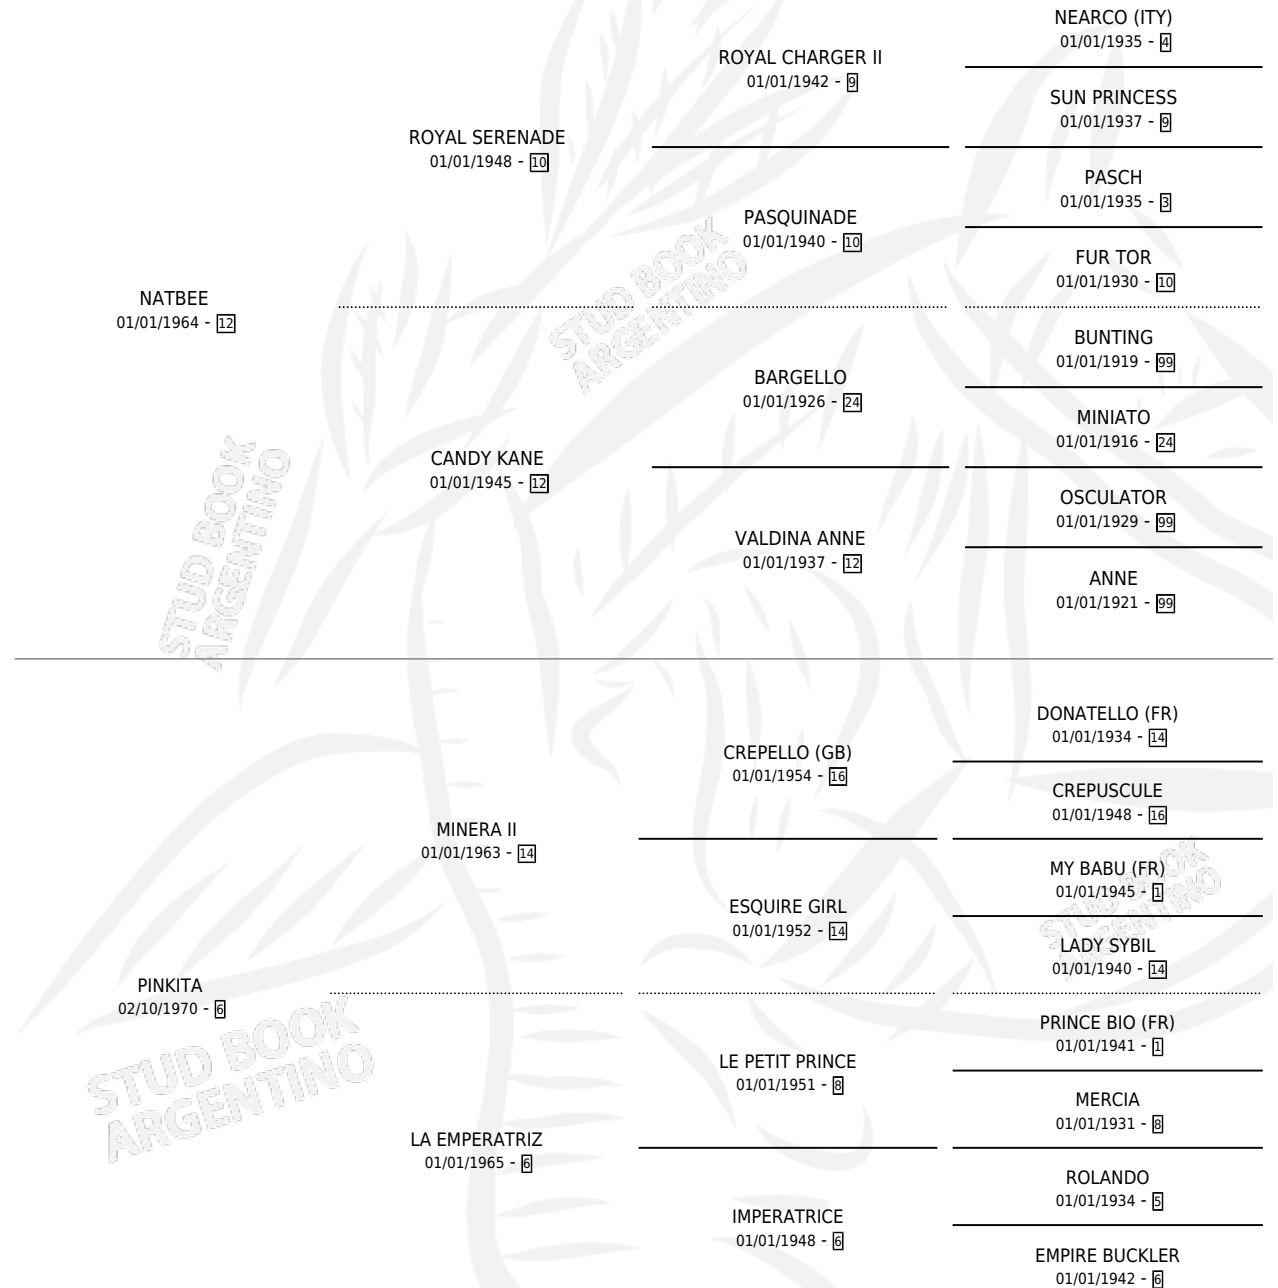 NEARCO (ITY)
01/01/1935 - 4
ROYAL CHARGER II
01/01/1942 - 9
SUN PRINCESS
01/01/1937 - 9
ROYAL SERENADE
01/01/1948 - 10
PASCH
01/01/1935 - 3
PASQUINADE
01/01/1940 - 10
FUR TOR
01/01/1930 - 10
NATBEE
01/01/1964 - 12
STUD BOOK
ARGENTINO
BUNTING
01/01/1919 - 99
BARGELLO
01/01/1926 - 24
MINIATO
01/01/1916 - 24
CANDY KANE
01/01/1945 - 12
OSCULATOR
01/01/1929 - 99
VALDINA ANNE
01/01/1937 - 12
ANNE
01/01/1921 - 99
STUD BOOK
ARGENTINO
DONATELLO (FR)
01/01/1934 - 14
CREPELLO (GB)
01/01/1954 - 16
CREPUSCULE
01/01/1948 - 16
MINERA II
01/01/1963 - 14
MY BABU (FR)
01/01/1945 - 1
ESQUIRE GIRL
01/01/1952 - 14
LADY SYBIL
01/01/1940 - 14
STUD BOOK
ARGENTINO
PINKITA
02/10/1970 - 6
PRINCE BIO (FR)
01/01/1941 - 1
LE PETIT PRINCE
01/01/1951 - 8
MERCIA
01/01/1931 - 8
STUD BOOK
ARGENTINO
LA EMPERATRIZ
01/01/1965 - 6
ROLANDO
01/01/1934 - 5
IMPERATRICE
01/01/1948 - 6
EMPIRE BUCKLER
01/01/1942 - 6